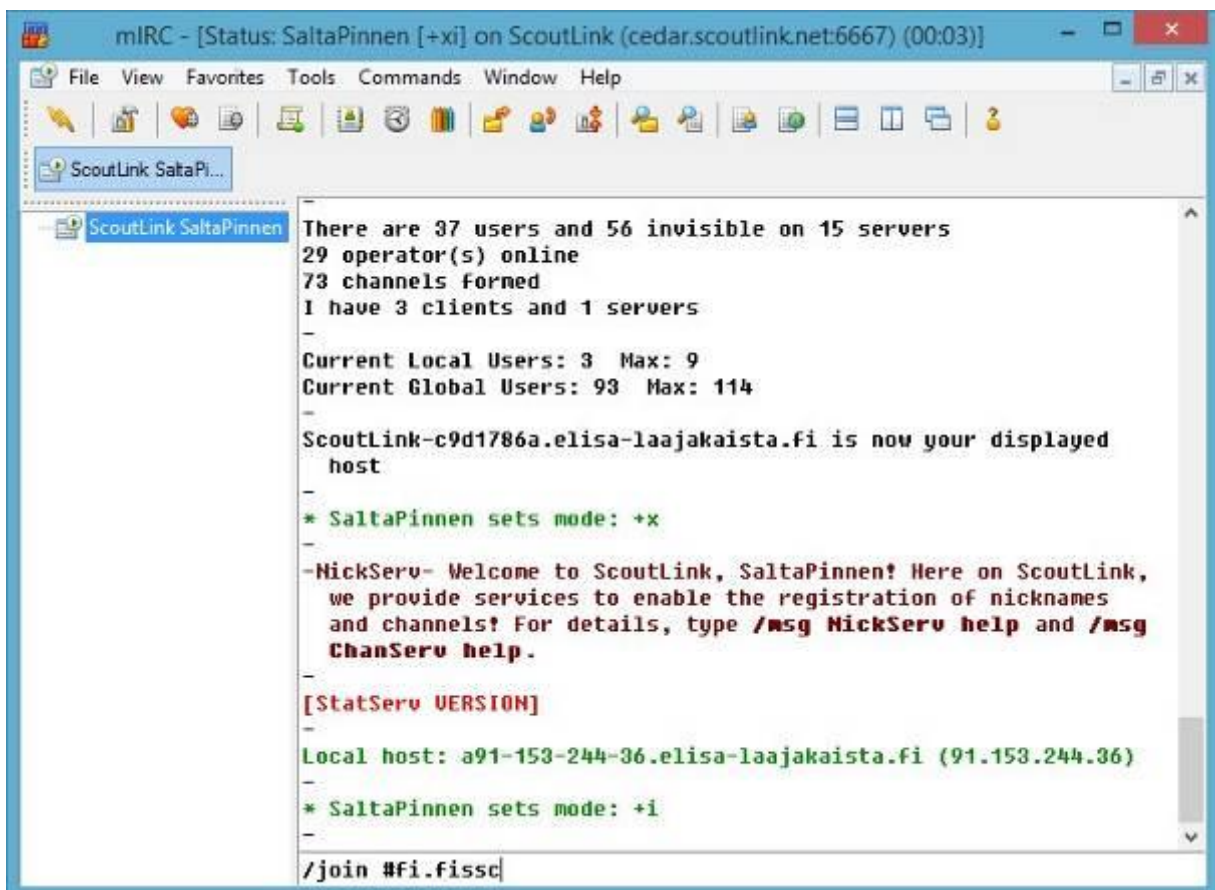 mIRC - [Status: SaltaPinnen [+xi] on ScoutLink (cedar.scoutlink.net:6667) (00:03)]
File View Favorites Tools Commands Window Help
ScoutLink SaltaPi...
ScoutLink SaltaPinnen
-
There are 37 users and 56 invisible on 15 servers
29 operator(s) online
73 channels formed
I have 3 clients and 1 servers
-
Current Local Users: 3 Max: 9
Current Global Users: 93 Max: 114
-
ScoutLink-c9d1786a.elisa-laajakaista.fi is now your displayed
host
-
* SaltaPinnen sets mode: +x
-
-NickServ- Welcome to ScoutLink, SaltaPinnen! Here on ScoutLink,
we provide services to enable the registration of nicknames
and channels! For details, type /msg NickServ help and /msg
ChanServ help.
-
[StatServ VERSION]
-
Local host: a91-153-244-36.elisa-laajakaista.fi (91.153.244.36)
-
* SaltaPinnen sets mode: +i
-
/join #fi.fissc